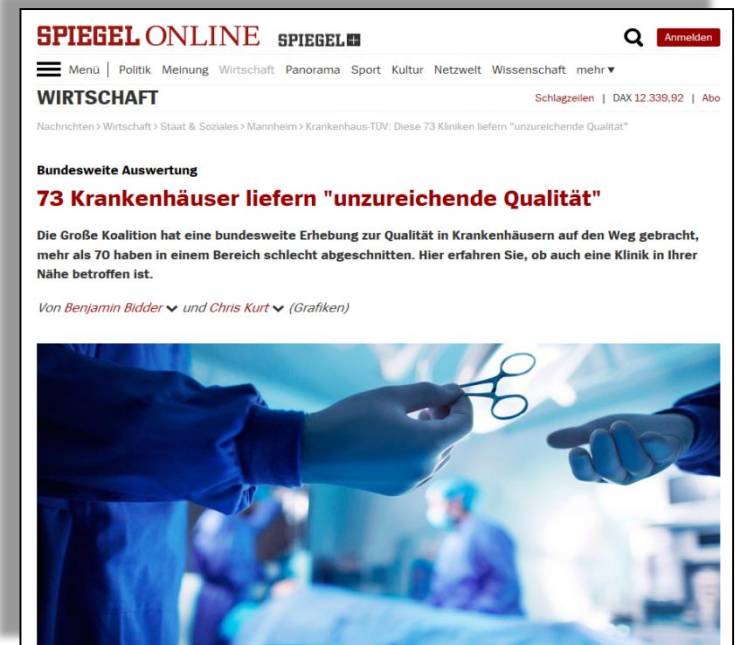 SPIEGEL ONLINE SPIEGEL+ Anmelden
Menü | Politik Meinung Wirtschaft Panorama Sport Kultur Netzwelt Wissenschaft mehr▼
WIRTSCHAFT Schlagzeilen | DAX 12.339,92 | Abo
Nachrichten > Wirtschaft > Staat & Soziales > Mannheim > Krankenhaus-TÜV: Diese 73 Kliniken liefern "unzureichende Qualität"
Bundesweite Auswertung
73 Krankenhäuser liefern "unzureichende Qualität"
Die Große Koalition hat eine bundesweite Erhebung zur Qualität in Krankenhäusern auf den Weg gebracht,
mehr als 70 haben in einem Bereich schlecht abgeschnitten. Hier erfahren Sie, ob auch eine Klinik in Ihrer
Nähe betroffen ist.
Von Benjamin Bidder und Chris Kurt (Grafiken)